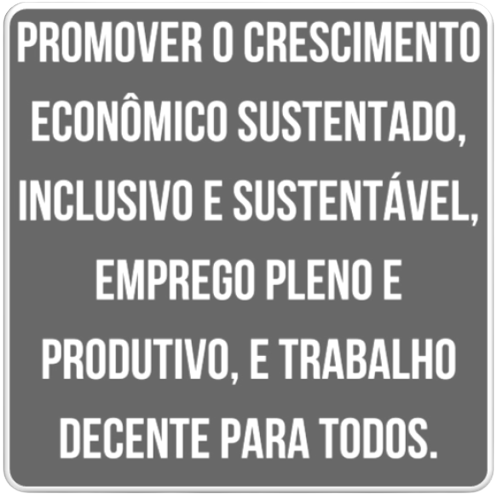 PROMOVER O CRESCIMENTO
ECONÔMICO SUSTENTADO,
INCLUSIVO E SUSTENTÁVEL,
EMPREGO PLENO E
PRODUTIVO, E TRABALHO
DECENTE PARA TODOS.